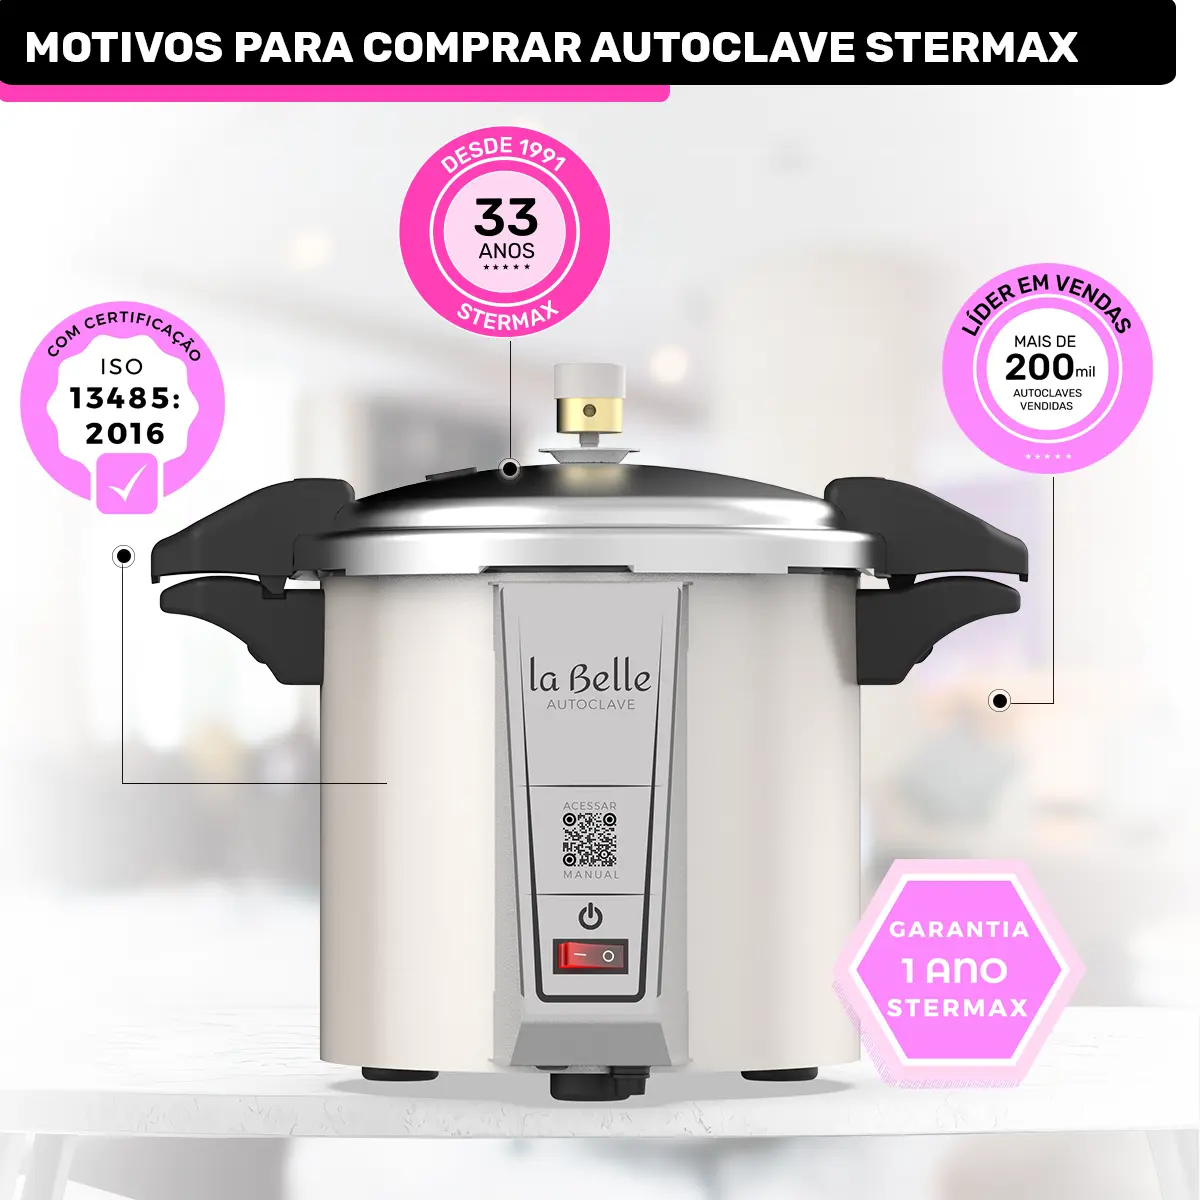 MOTIVOS PARA COMPRAR AUTOCLAVE STERMAX
DESDE 1991
33
ANOS
STERMAX
COM CERTIFICAÇÃO
ISO
13485:
2016
LÍDER EM VENDAS
MAIS DE
200mil
AUTOCLAVES
VENDIDAS
la Belle
AUTOCLAVE
ACESSAR
MANUAL
GARANTIA
1 ANO
STERMAX